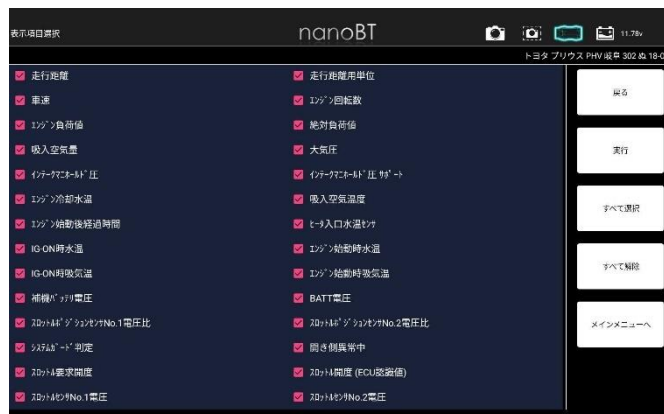 表示項目選択
nanoBT
11.78v
トヨタ プリウス PHV 岐阜 302 ぬ 18-0
走行距離
走行距離用単位
車速
エンジン回転数
エンジン負荷値
絶対負荷値
吸入空気量
大気圧
インテークマニホールド圧
インテークマニホールド圧 サポート
エンジン冷却水温
吸入空気温度
エンジン始動後経過時間
ヒータ入口水温センサ
IG-ON時水温
エンジン始動時水温
IG-ON時吸気温
エンジン始動時吸気温
補機バッテリ電圧
BATT電圧
スロットルポジションセンサNo.1電圧比
スロットルポジションセンサNo.2電圧比
システムガード判定
開き側異常中
スロットル要求開度
スロットル開度 (ECU認識値)
スロットルセンサNo.1電圧
スロットルセンサNo.2電圧
戻る
実行
すべて選択
すべて解除
メインメニューへ